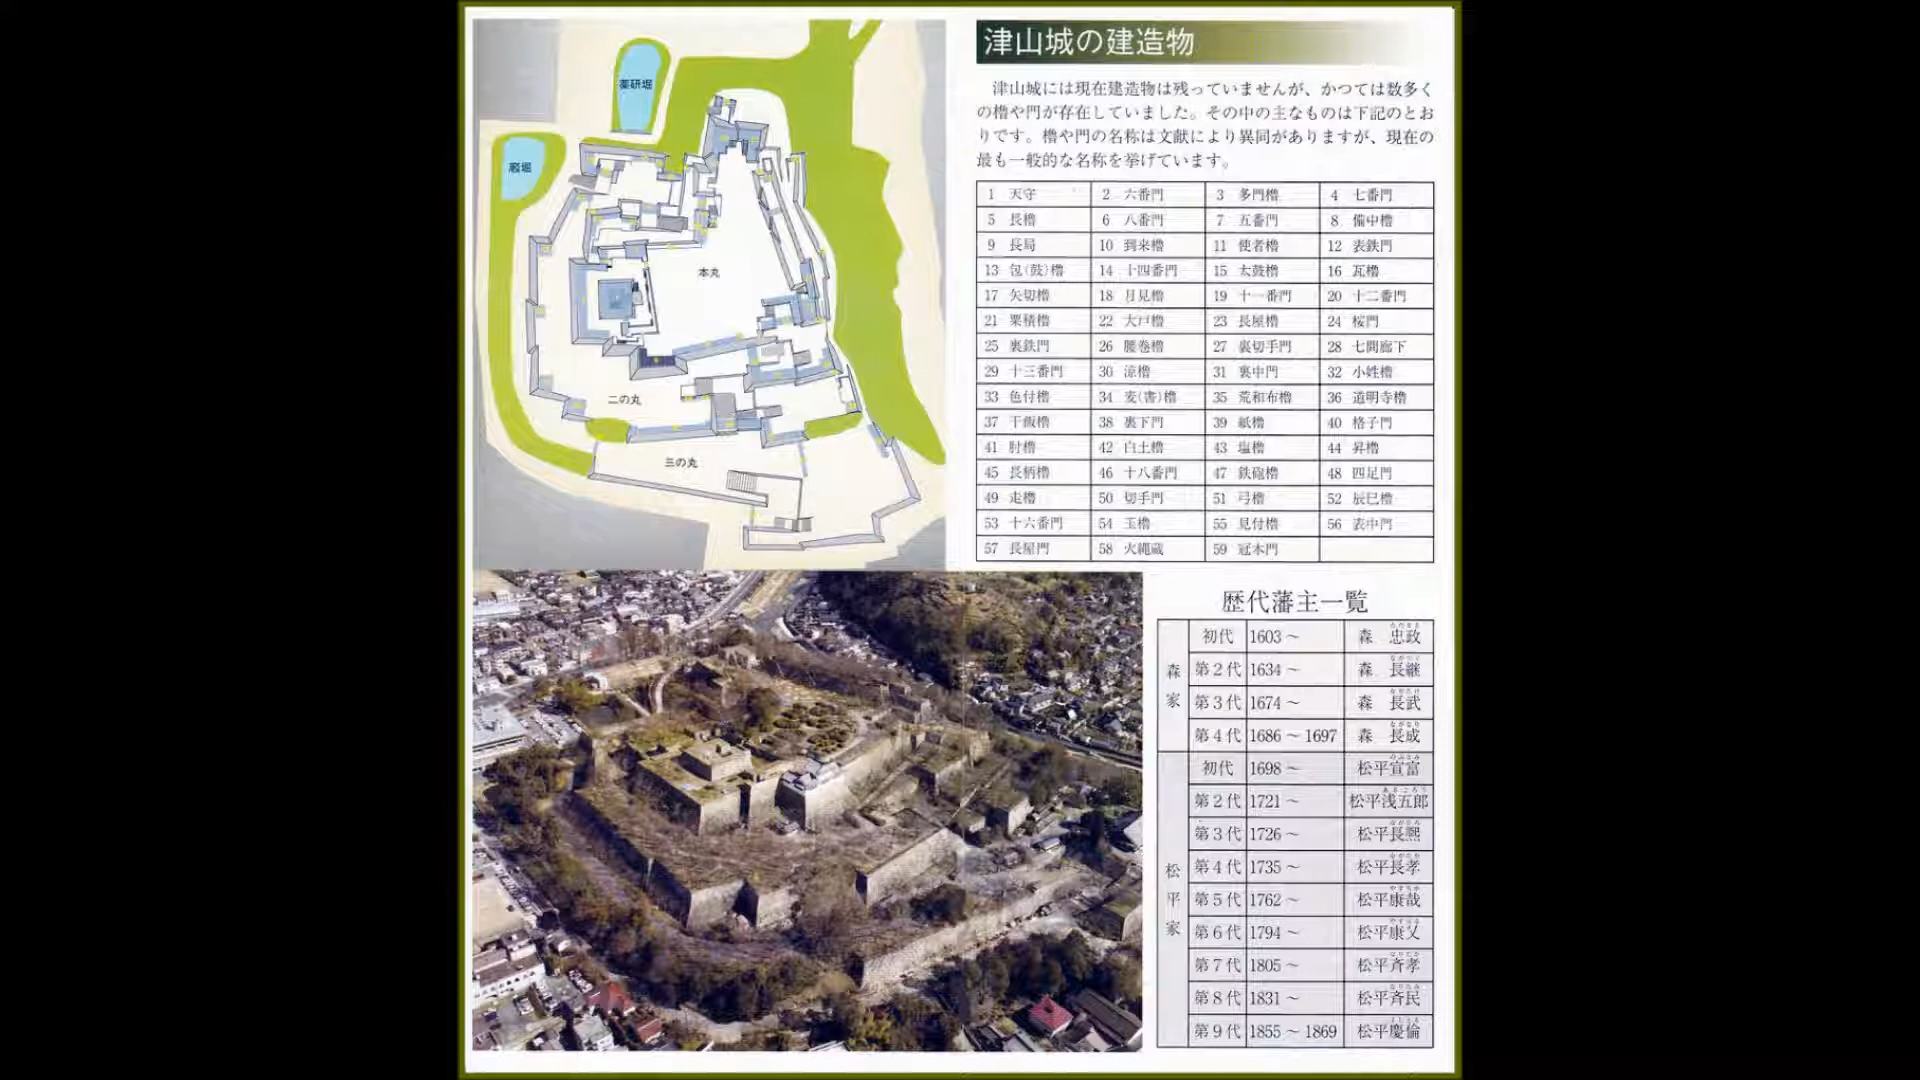 薬研堀
厩堀
本丸
二の丸
三の丸
津山城の建造物
津山城には現在建造物は残っていませんが、かつては数多く
の櫓や門が存在していました。その中の主なものは下記のとお
りです。櫓や門の名称は文献により異同がありますが、現在の
最も一般的な名称を挙げています。
1 天守 2 六番門 3 多門櫓 4 七番門
5 長櫓 6 八番門 7 五番門 8 備中櫓
9 長局 10 到来櫓 11 使者櫓 12 表鉄門
13 包(鼓)櫓 14 十四番門 15 太鼓櫓 16 瓦櫓
17 矢切櫓 18 月見櫓 19 十一番門 20 十二番門
21 粟積櫓 22 大戸櫓 23 長屋櫓 24 桜門
25 裏鉄門 26 腰巻櫓 27 裏切手門 28 七間廊下
29 十三番門 30 涼櫓 31 裏中門 32 小姓櫓
33 色付櫓 34 麦(書)櫓 35 荒和布櫓 36 道明寺櫓
37 干飯櫓 38 裏下門 39 紙櫓 40 格子門
41 肘櫓 42 白土櫓 43 塩櫓 44 昇櫓
45 長柄櫓 46 十八番門 47 鉄砲櫓 48 四足門
49 走櫓 50 切手門 51 弓櫓 52 辰巳櫓
53 十六番門 54 玉櫓 55 見付櫓 56 表中門
57 長屋門 58 火縄蔵 59 冠木門
歴代藩主一覧
森家
初代 1603～ 森 忠政
第2代 1634～ 森 長継
第3代 1674～ 森 長武
第4代 1686～1697 森 長成
松平家
初代 1698～ 松平宣富
第2代 1721～ 松平浅五郎
第3代 1726～ 松平長熙
第4代 1735～ 松平長孝
第5代 1762～ 松平康哉
第6代 1794～ 松平康乂
第7代 1805～ 松平斉孝
第8代 1831～ 松平斉民
第9代 1855～1869 松平慶倫